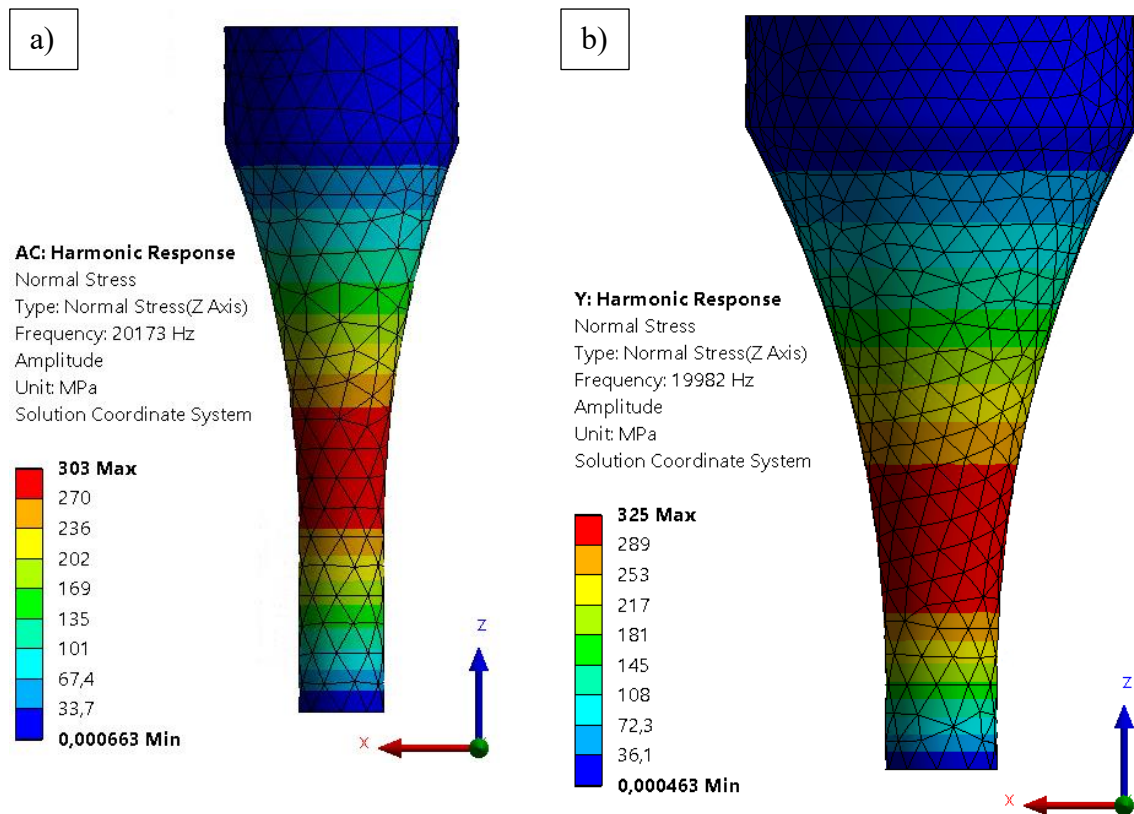 a)
AC: Harmonic Response
Normal Stress
Type: Normal Stress(Z Axis)
Frequency: 20173 Hz
Amplitude
Unit: MPa
Solution Coordinate System
303 Max
270
236
202
169
135
101
67,4
33,7
0,000663 Min
Z
X
b)
Y: Harmonic Response
Normal Stress
Type: Normal Stress(Z Axis)
Frequency: 19982 Hz
Amplitude
Unit: MPa
Solution Coordinate System
325 Max
289
253
217
181
145
108
72,3
36,1
0,000463 Min
Z
X